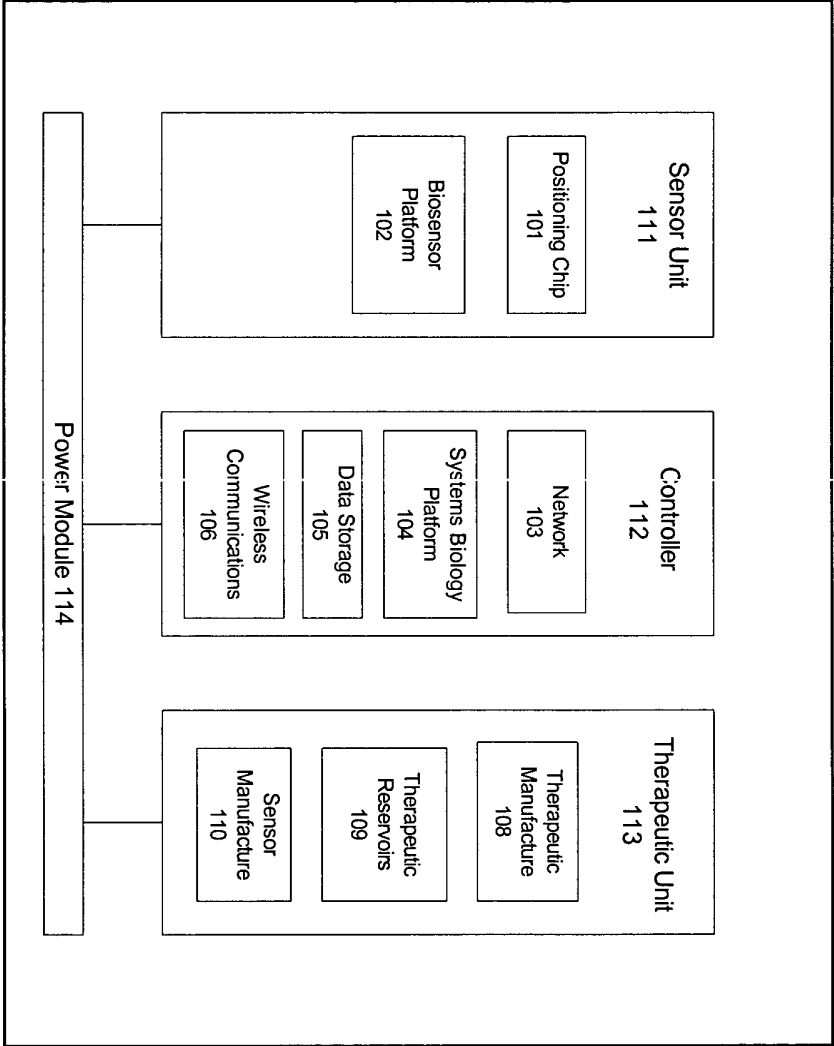 Sensor Unit
111
Positioning Chip
101
Biosensor
Platform
102
Controller
112
Network
103
Systems Biology
Platform
104
Data Storage
105
Wireless
Communications
106
Therapeutic Unit
113
Therapeutic
Manufacture
108
Therapeutic
Reservoirs
109
Sensor
Manufacture
110
Power Module 114